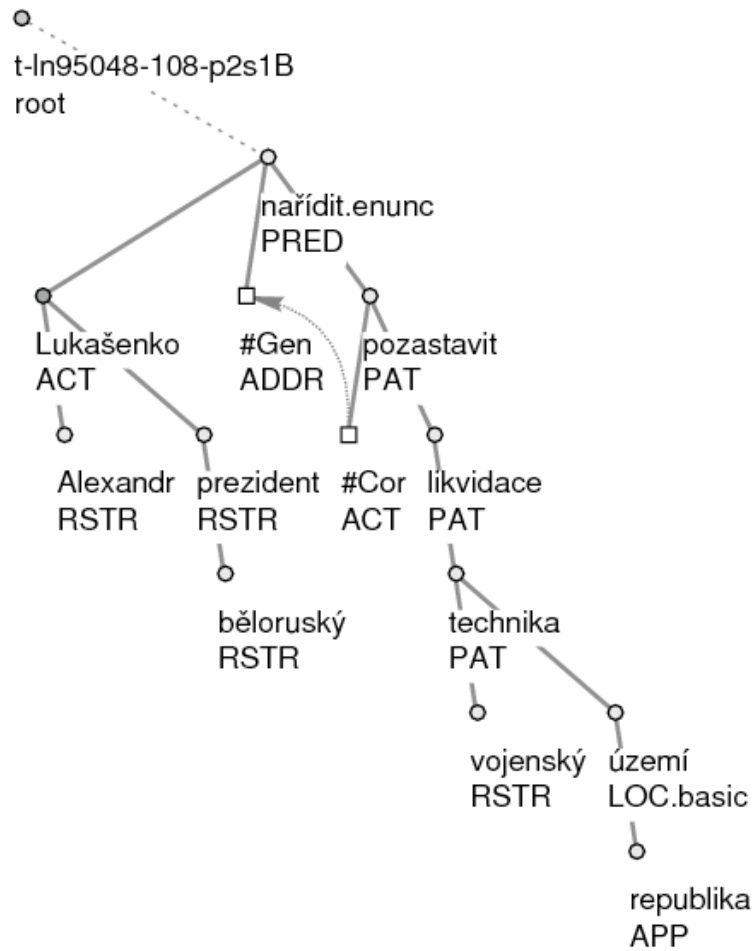 t-ln95048-108-p2s1B
root
nařídit.enunc
PRED
Lukašenko
ACT
#Gen
ADDR
pozastavit
PAT
Alexandr
RSTR
prezident
RSTR
#Cor
ACT
likvidace
PAT
běloruský
RSTR
technika
PAT
vojenský
RSTR
území
LOC.basic
republika
APP